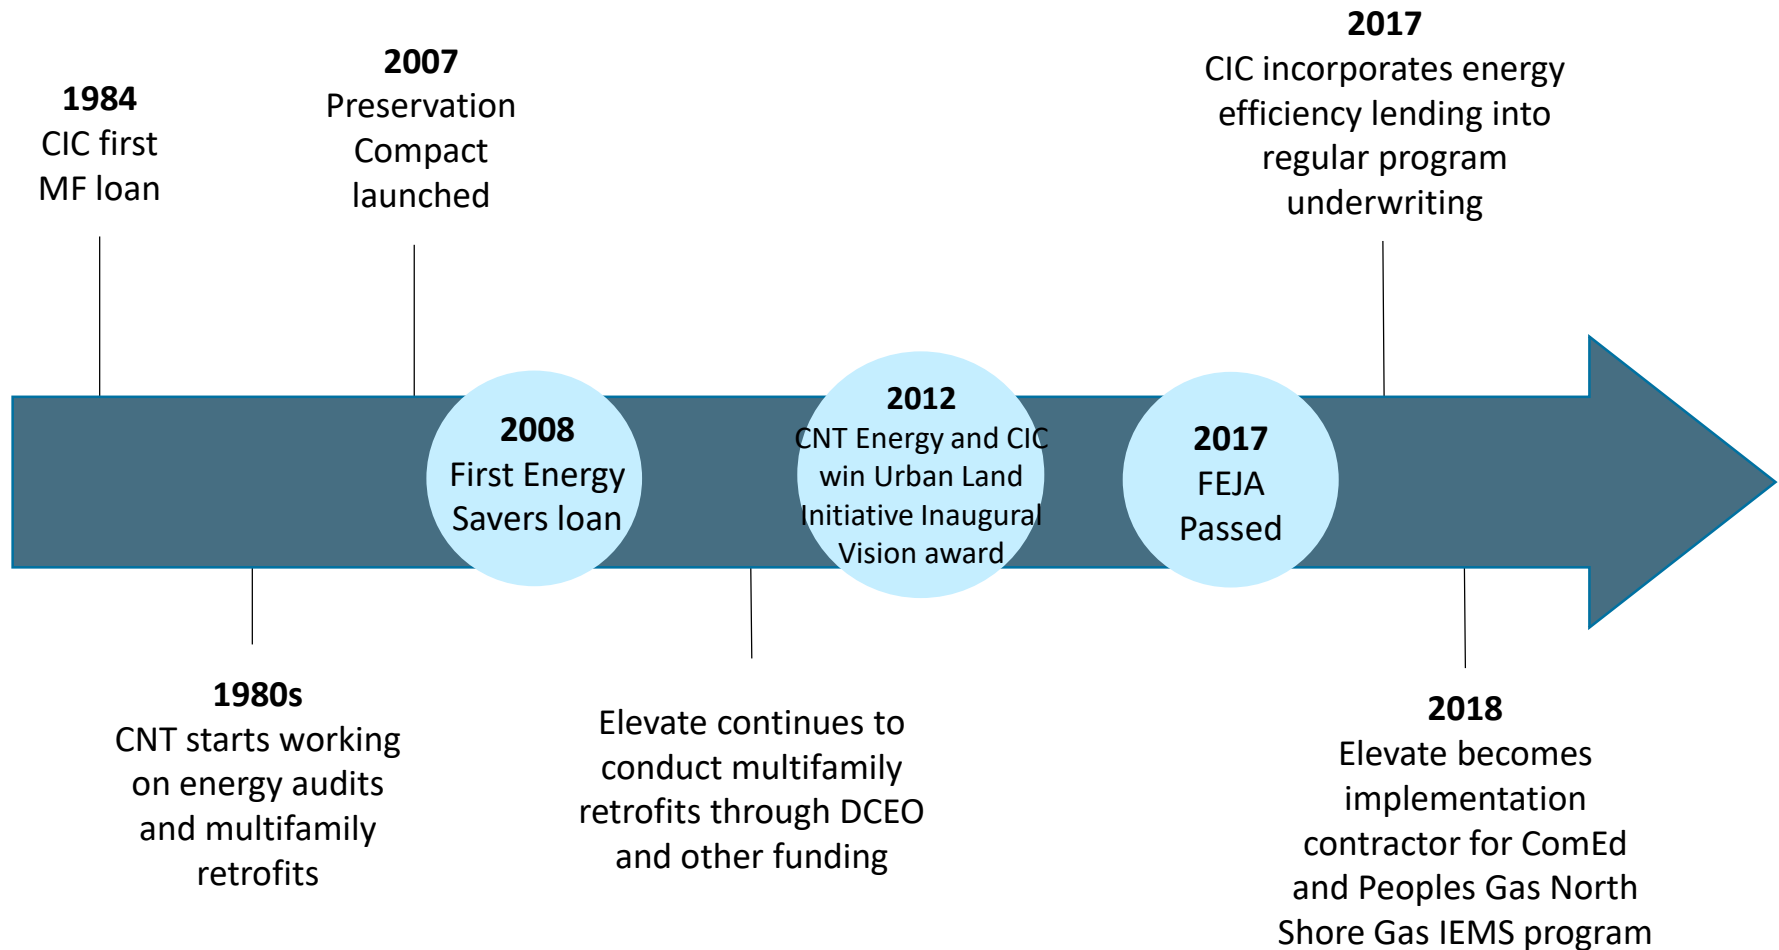 1984
CIC first
MF loan
2007
Preservation
Compact
launched
2017
CIC incorporates energy
efficiency lending into
regular program
underwriting
2008
First Energy
Savers loan
2012
CNT Energy and CIC
win Urban Land
Initiative Inaugural
Vision award
2017
FEJA
Passed
1980s
CNT starts working
on energy audits
and multifamily
retrofits
Elevate continues to
conduct multifamily
retrofits through DCEO
and other funding
2018
Elevate becomes
implementation
contractor for ComEd
and Peoples Gas North
Shore Gas IEMS program